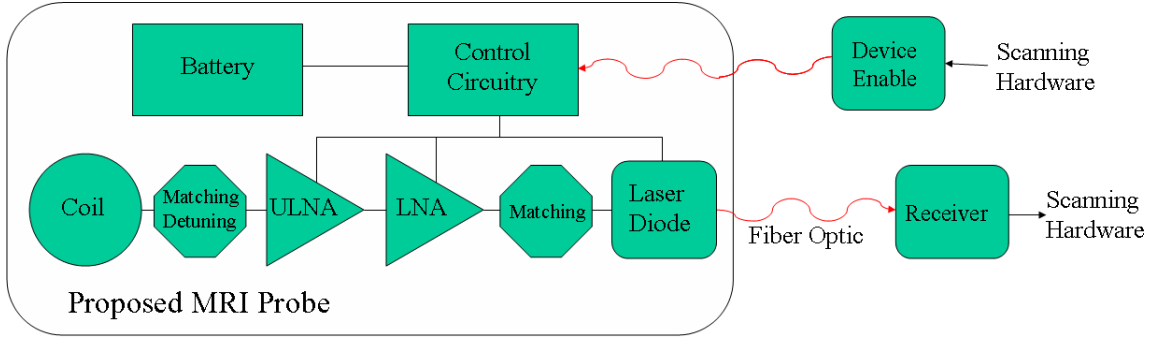 Battery
Control
Circuitry
Device
Enable
Scanning
Hardware
Coil
Matching
Detuning
ULNA
LNA
Matching
Laser
Diode
Fiber Optic
Receiver
Scanning
Hardware
Proposed MRI Probe